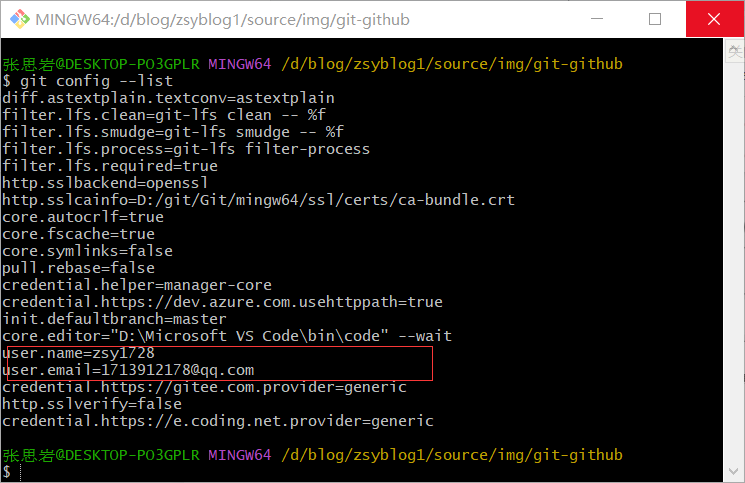 MINGW64:/d/blog/zsyblog1/source/img/git-github
张思岩@DESKTOP-PO3GPLR MINGW64 /d/blog/zsyblog1/source/img/git-github
$ git config --list
diff.astextplain.textconv=astextplain
filter.lfs.clean=git-lfs clean -- %f
filter.lfs.smudge=git-lfs smudge -- %f
filter.lfs.process=git-lfs filter-process
filter.lfs.required=true
http.sslbackend=openssl
http.sslcainfo=D:/git/Git/mingw64/ssl/certs/ca-bundle.crt
core.autocrlf=true
core.fscache=true
core.symlinks=false
pull.rebase=false
credential.helper=manager-core
credential.https://dev.azure.com.usehttppath=true
init.defaultbranch=master
core.editor="D:\Microsoft VS Code\bin\code" --wait
user.name=zsy1728
user.email=1713912178@qq.com
credential.https://gitee.com.provider=generic
http.sslverify=false
credential.https://e.coding.net.provider=generic
张思岩@DESKTOP-PO3GPLR MINGW64 /d/blog/zsyblog1/source/img/git-github
$